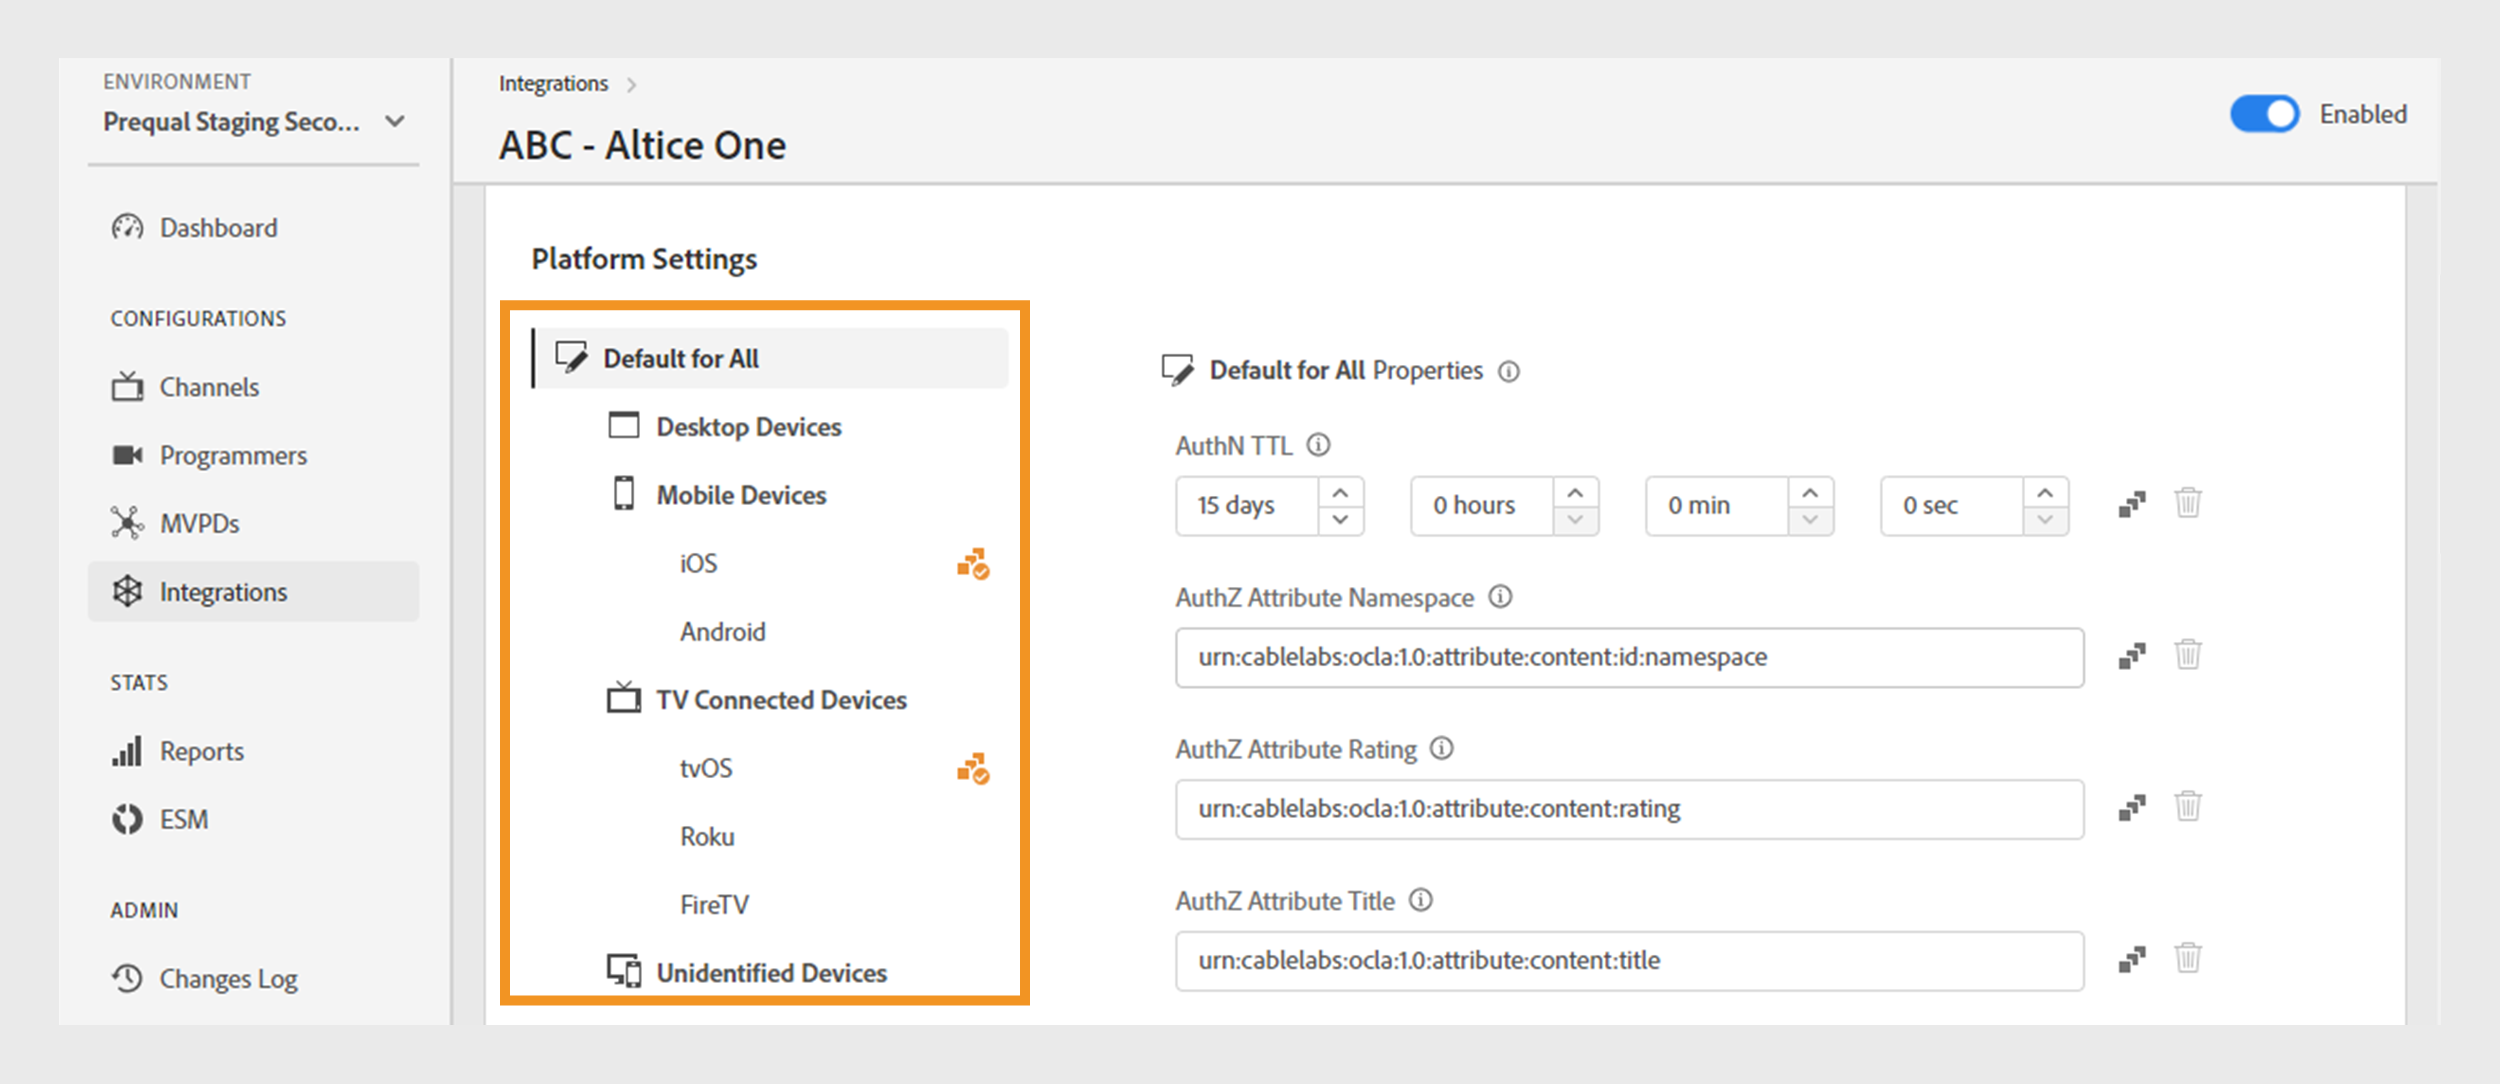 ENVIRONMENT
Prequal Staging Seco...
Dashboard
CONFIGURATIONS
Channels
Programmers
MVPDs
Integrations
STATS
Reports
ESM
ADMIN
Changes Log
Integrations
ABC - Altice One
Enabled
Platform Settings
Default for All
Desktop Devices
Mobile Devices
iOS
Android
TV Connected Devices
tvOS
Roku
FireTV
Unidentified Devices
Default for All Properties
AuthN TTL
15 days 0 hours 0 min 0 sec
AuthZ Attribute Namespace
urn:cablelabs:ocla:1.0:attribute:content:id:namespace
AuthZ Attribute Rating
urn:cablelabs:ocla:1.0:attribute:content:rating
AuthZ Attribute Title
urn:cablelabs:ocla:1.0:attribute:content:title